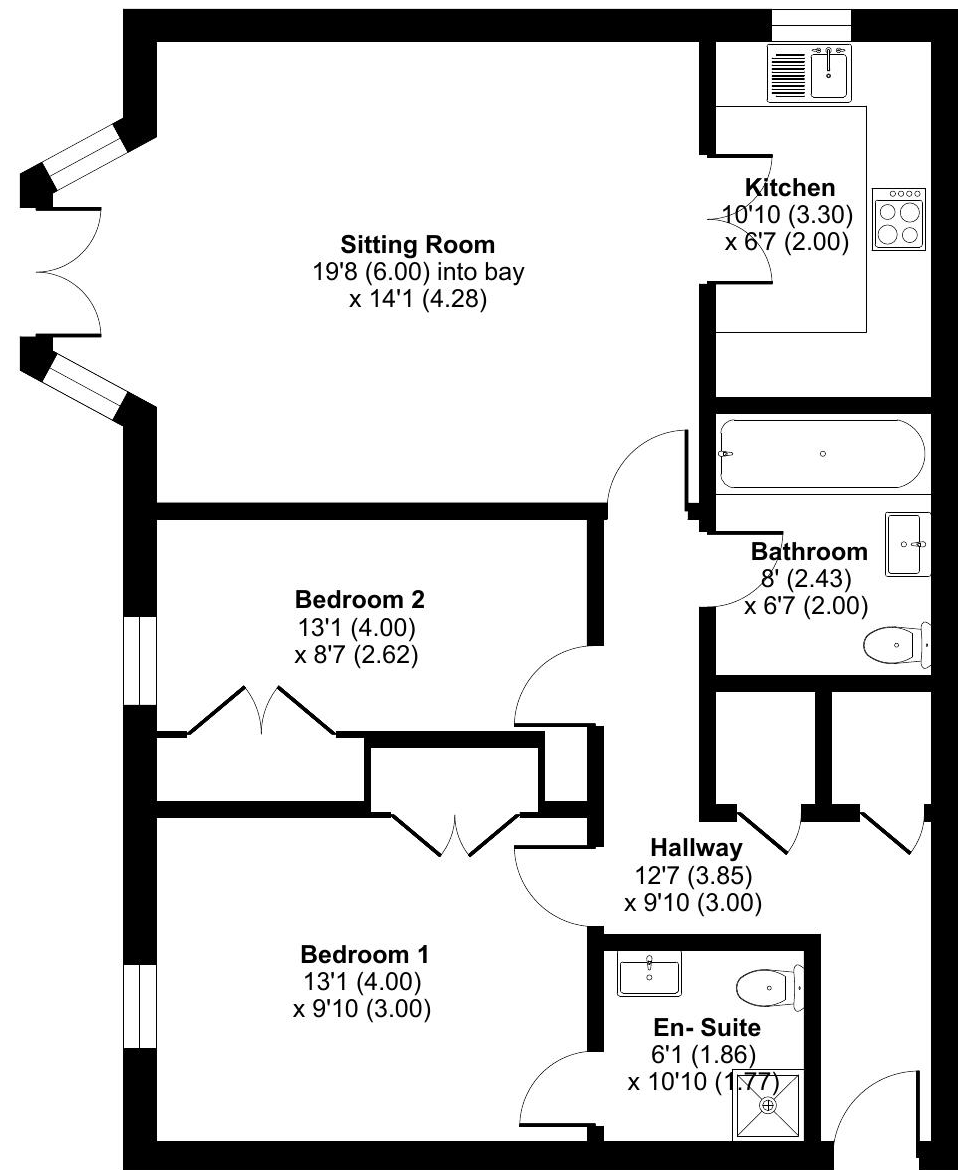 Kitchen
10'10 (3.30)
x 6'7 (2.00)
Sitting Room
19'8 (6.00) into bay
x 14'1 (4.28)
Bathroom
8' (2.43)
x 6'7 (2.00)
Bedroom 2
13'1 (4.00)
x 8'7 (2.62)
Hallway
12'7 (3.85)
x 9'10 (3.00)
Bedroom 1
13'1 (4.00)
x 9'10 (3.00)
En- Suite
6'1 (1.86)
x 10'10 (1.77)